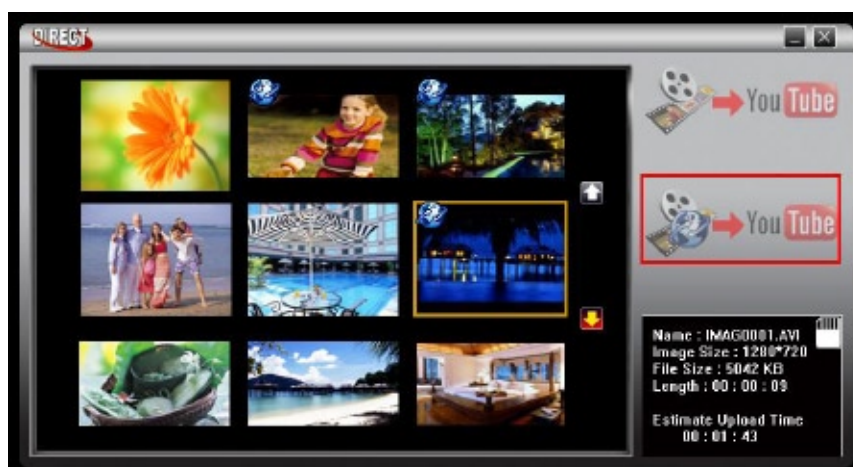 DIRECT
You Tube
You Tube
Name : IMAG0001.AVI
Image Size : 1280*720
File Size : 5042 KB
Length : 00 : 00 : 09
Estimate Upload Time
00 : 01 : 43